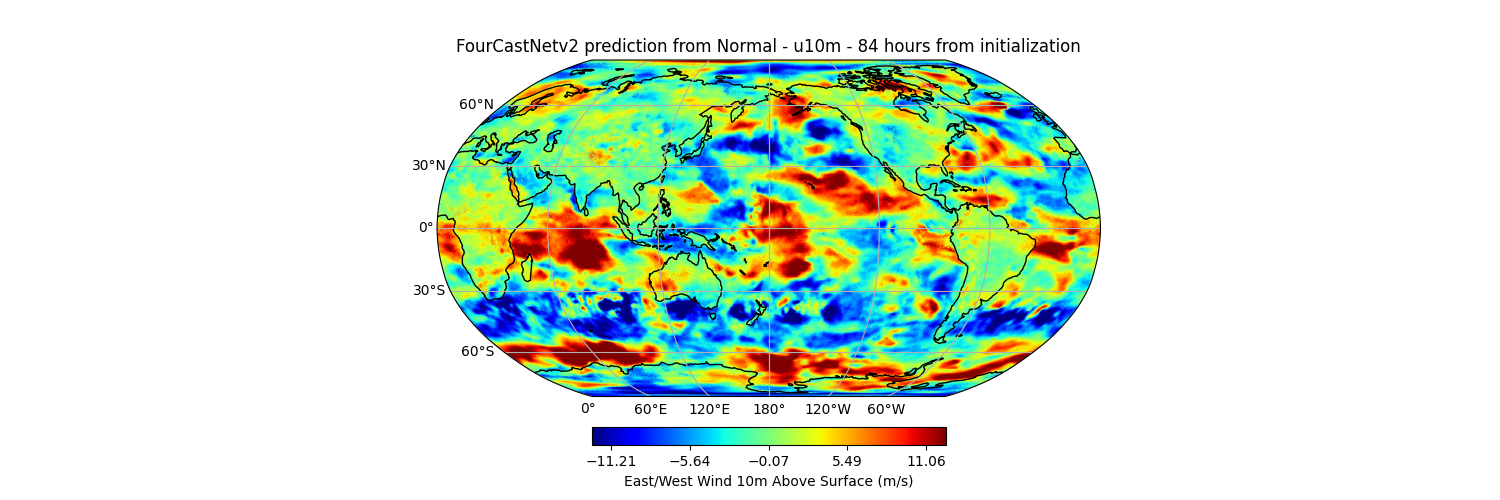 FourCastNetv2 prediction from Normal - u10m - 84 hours from initialization
60°N
30°N
0°
30°S
60°S
0° 60°E 120°E 180° 120°W 60°W
−11.21 −5.64 −0.07 5.49 11.06
East/West Wind 10m Above Surface (m/s)